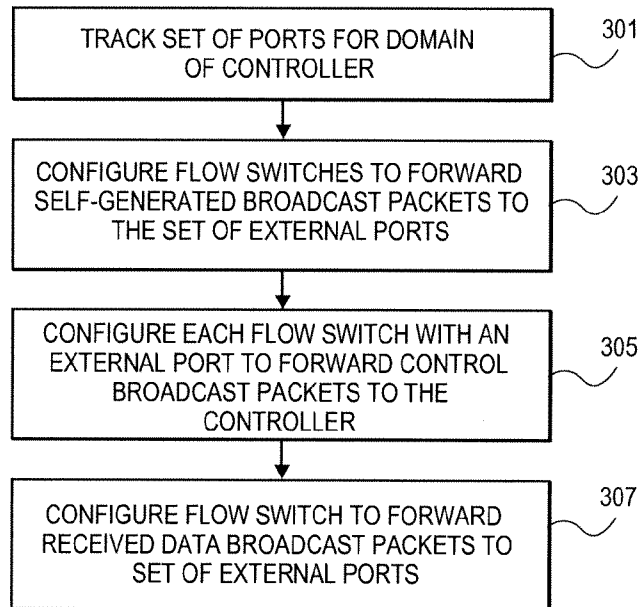 TRACK SET OF PORTS FOR DOMAIN
OF CONTROLLER
301
CONFIGURE FLOW SWITCHES TO FORWARD
SELF-GENERATED BROADCAST PACKETS TO
THE SET OF EXTERNAL PORTS
303
CONFIGURE EACH FLOW SWITCH WITH AN
EXTERNAL PORT TO FORWARD CONTROL
BROADCAST PACKETS TO THE
CONTROLLER
305
CONFIGURE FLOW SWITCH TO FORWARD
RECEIVED DATA BROADCAST PACKETS TO
SET OF EXTERNAL PORTS
307